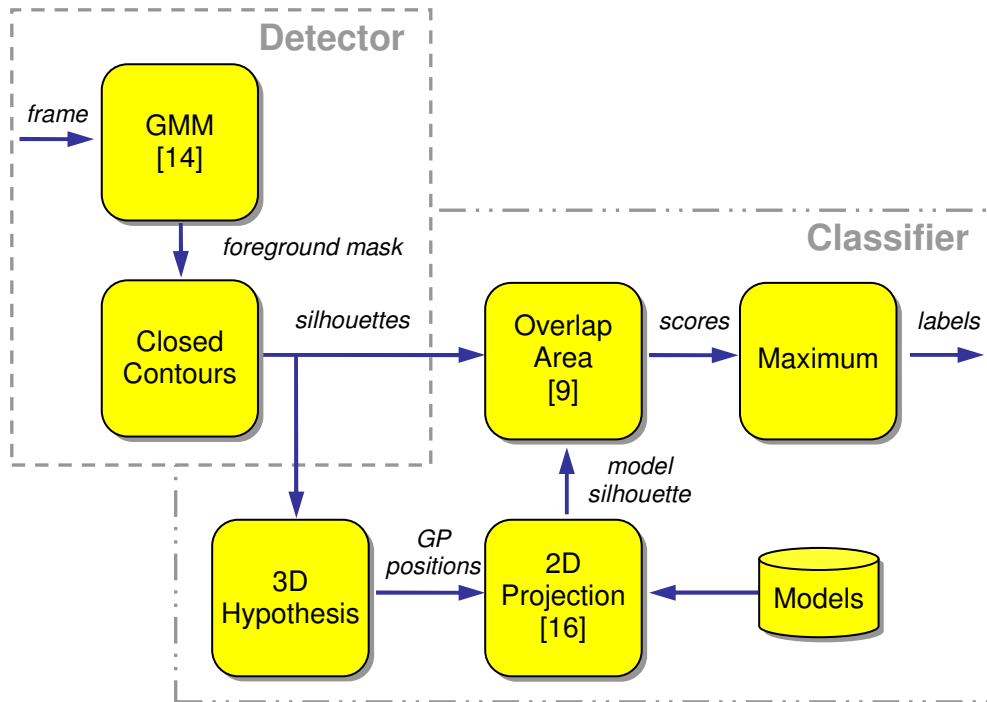 Detector
frame
GMM
[14]
foreground mask
Classifier
Closed
Contours
silhouettes
Overlap
Area
[9]
scores
Maximum
labels
model
silhouette
3D
Hypothesis
GP
positions
2D
Projection
[16]
Models